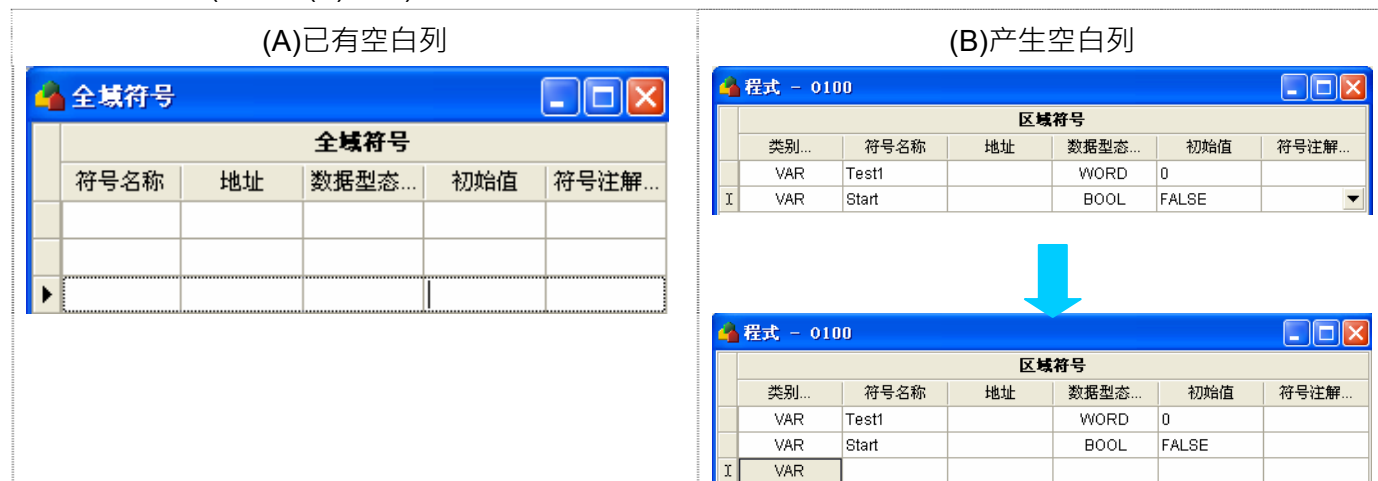 (A)已有空白列
(B)产生空白列
全域符号
全域符号
符号名称 地址 数据型态... 初始值 符号注解...
程式 - 0100
区域符号
类别... 符号名称 地址 数据型态... 初始值 符号注解...
VAR Test1 WORD 0
VAR Start BOOL FALSE
程式 - 0100
区域符号
类别... 符号名称 地址 数据型态... 初始值 符号注解...
VAR Test1 WORD 0
VAR Start BOOL FALSE
VAR